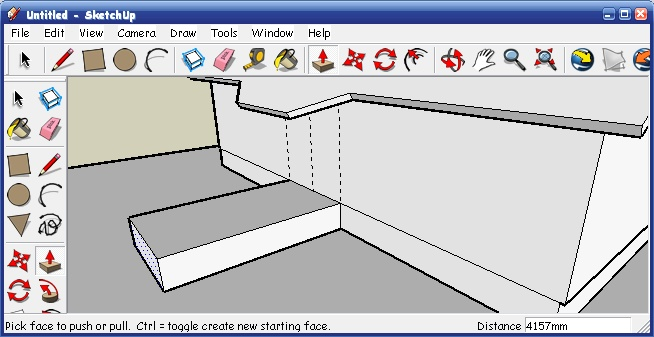 Untitled - SketchUp
File Edit View Camera Draw Tools Window Help
Pick face to push or pull. Ctrl = toggle create new starting face. Distance 4157mm